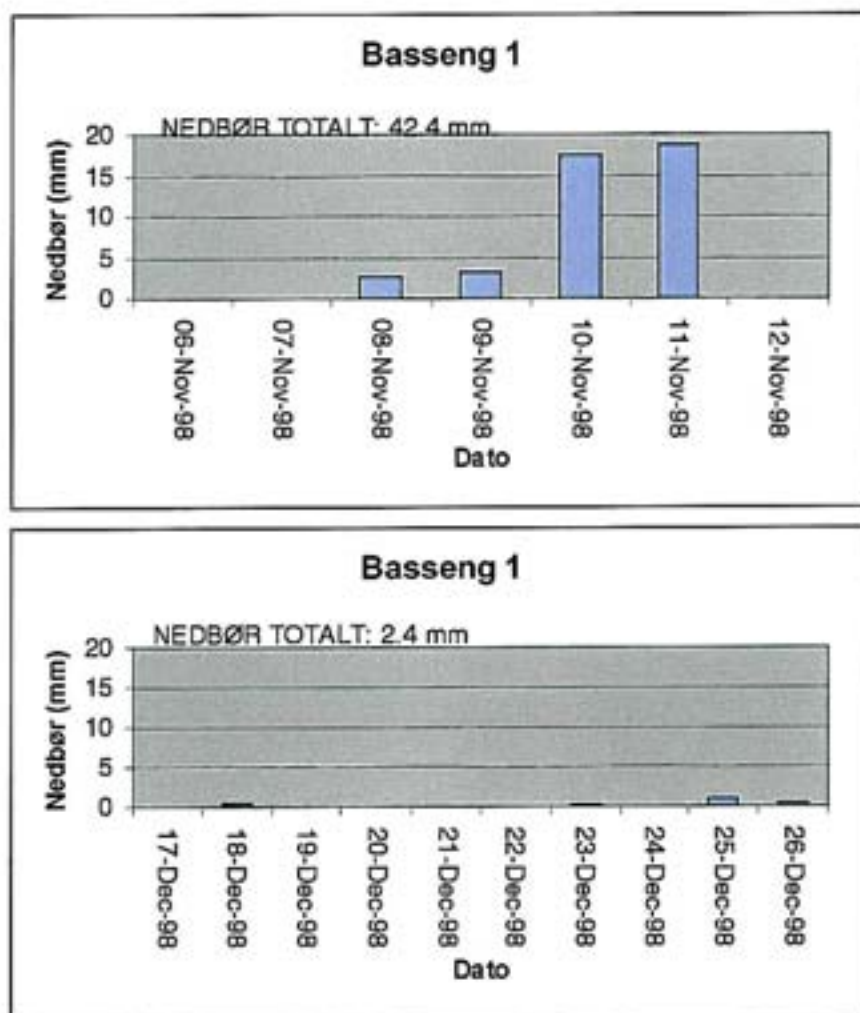 Basseng 1
NEDBØR TOTALT: 42.4 mm
20
15
10
5
0
Nedbør (mm)
06-Nov-98
07-Nov-98
08-Nov-98
09-Nov-98
10-Nov-98
11-Nov-98
12-Nov-98
Dato
Basseng 1
NEDBØR TOTALT: 2.4 mm
20
15
10
5
0
Nedbør (mm)
17-Dec-98
18-Dec-98
19-Dec-98
20-Dec-98
21-Dec-98
22-Dec-98
23-Dec-98
24-Dec-98
25-Dec-98
26-Dec-98
Dato